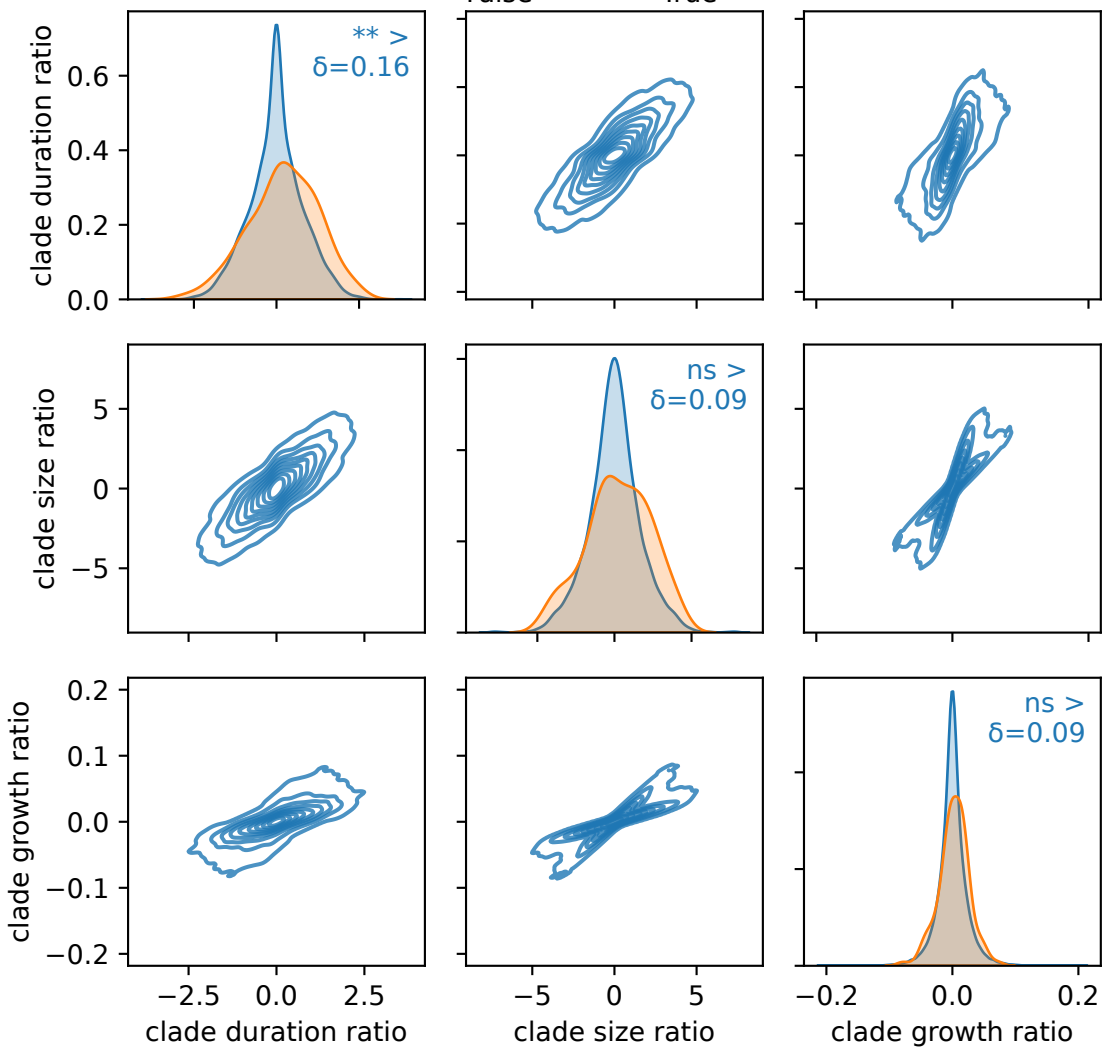 clade duration ratio
0.6
0.4
0.2
0.0
** >
δ=0.16
clade size ratio
5
0
−5
ns >
δ=0.09
clade growth ratio
0.2
0.1
0.0
−0.1
−0.2
ns >
δ=0.09
−2.5 0.0 2.5
−5 0 5
−0.2 0.0 0.2
clade duration ratio
clade size ratio
clade growth ratio